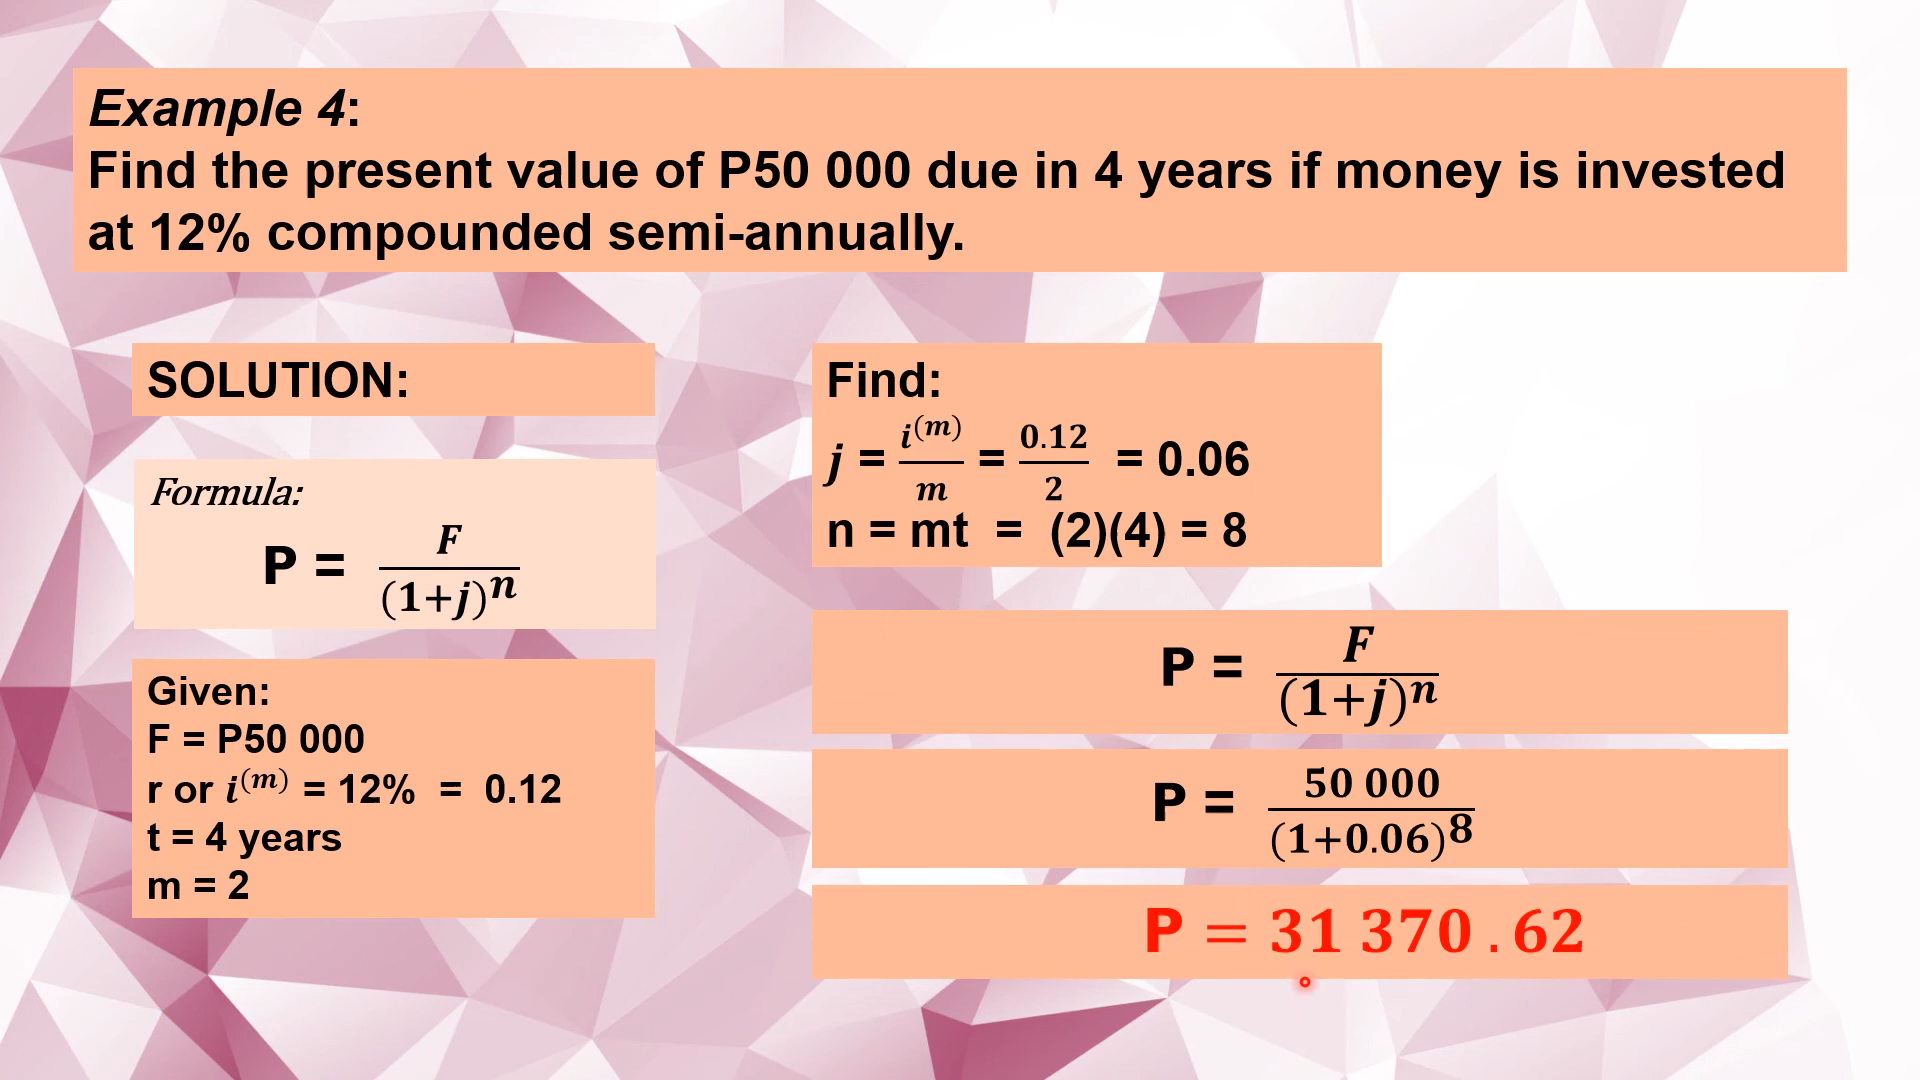 Example 4:
Find the present value of P50 000 due in 4 years if money is invested
at 12% compounded semi-annually.
SOLUTION:
Formula:
P = F/(1+j)^n
Given:
F = P50 000
r or i^(m) = 12% = 0.12
t = 4 years
m = 2
Find:
j = i^(m)/m = 0.12/2 = 0.06
n = mt = (2)(4) = 8
P = F/(1+j)^n
P = 50 000/(1+0.06)^8
P = 31 370 . 62